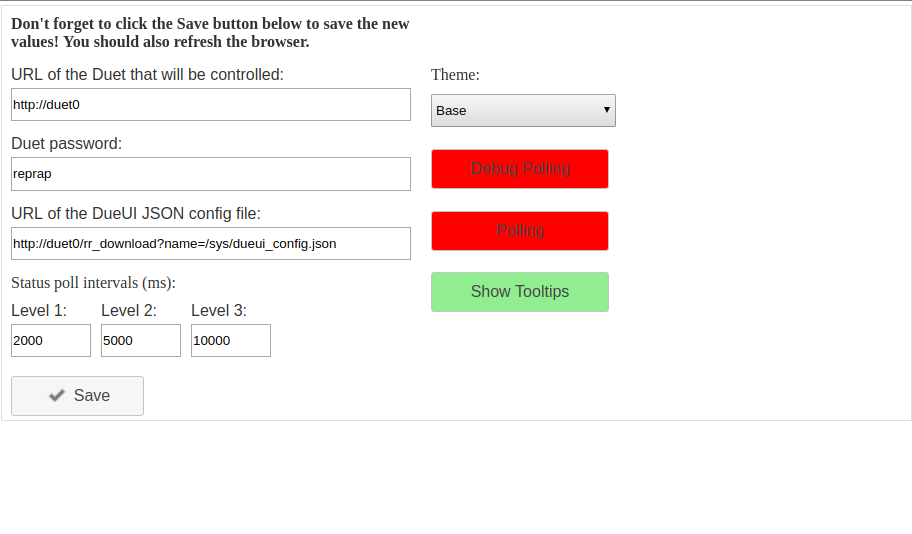 Don't forget to click the Save button below to save the new
values! You should also refresh the browser.
URL of the Duet that will be controlled:
http://duet0
Duet password:
reprap
URL of the DueUI JSON config file:
http://duet0/rr_download?name=/sys/dueui_config.json
Status poll intervals (ms):
Level 1: Level 2: Level 3:
2000 5000 10000
Save
Theme:
Base
Debug Polling
Polling
Show Tooltips